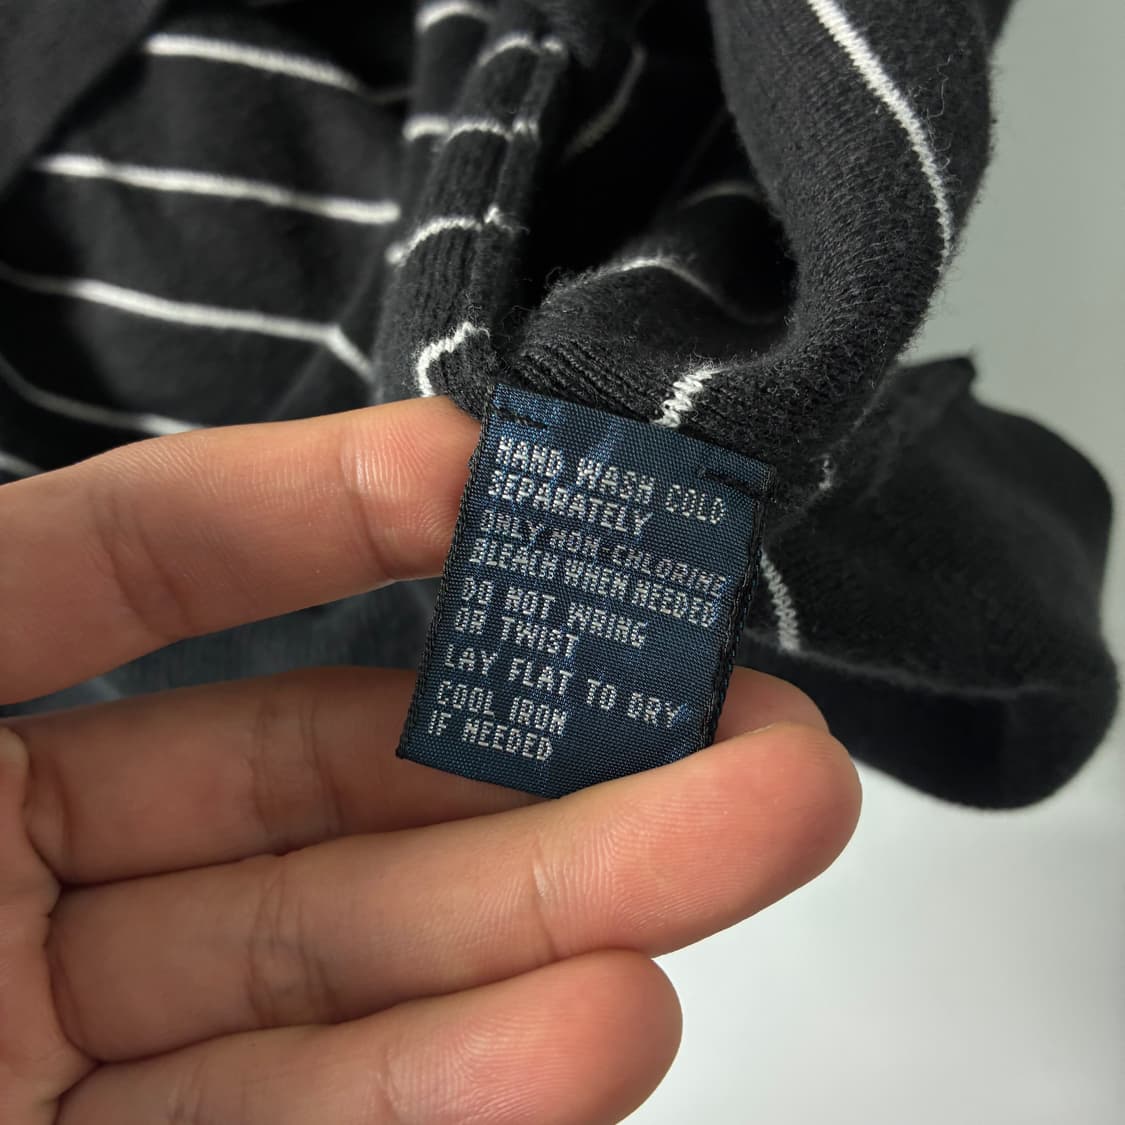 HAND WASH COLD
SEPARATELY
ONLY NON-CHLORINE
BLEACH WHEN NEEDED
DO NOT WRING
OR TWIST
LAY FLAT TO DRY
COOL IRON
IF NEEDED